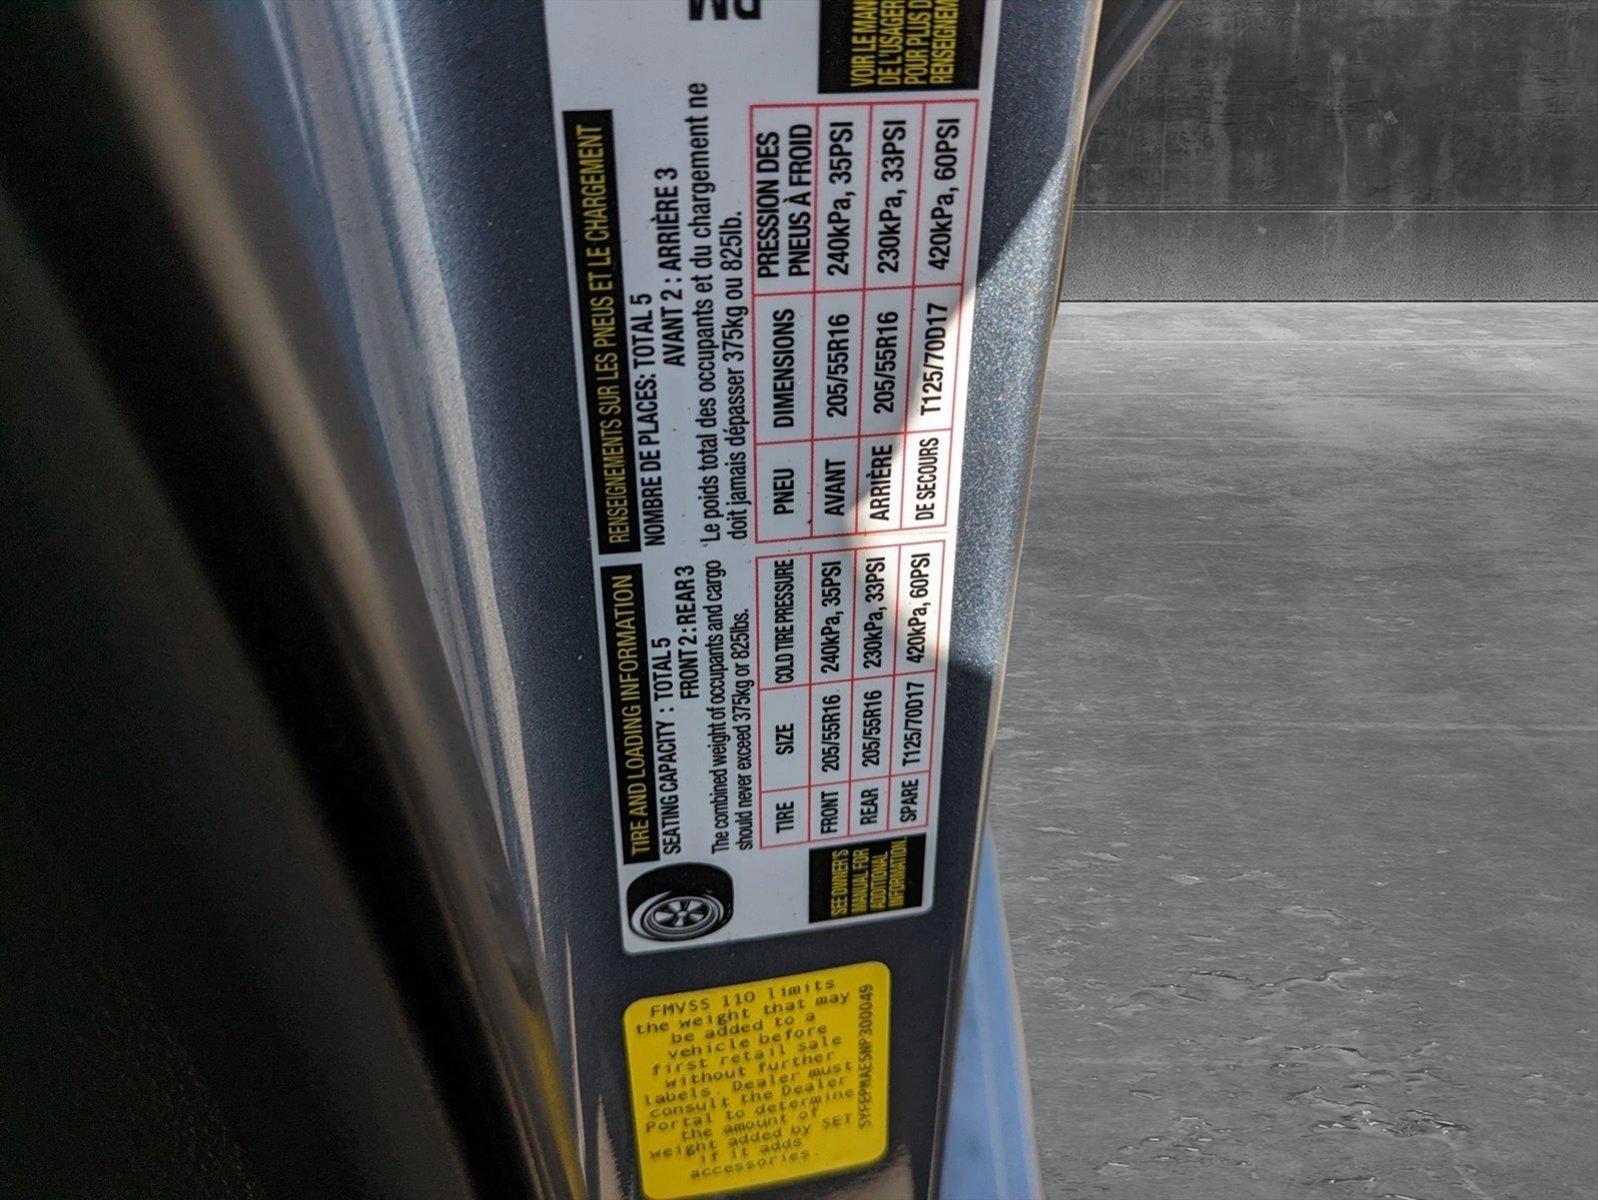 TIRE AND LOADING INFORMATION
SEATING CAPACITY : TOTAL 5
FRONT 2 : REAR 3
The combined weight of occupants and cargo
should never exceed 375kg or 825lbs.
TIRE SIZE COLD TIRE PRESSURE
FRONT 205/55R16 240kPa, 35PSI
REAR 205/55R16 230kPa, 33PSI
SPARE T125/70D17 420kPa, 60PSI
SEE OWNER'S
MANUAL FOR
ADDITIONAL
INFORMATION.
RENSEIGNEMENTS SUR LES PNEUS ET LE CHARGEMENT
NOMBRE DE PLACES: TOTAL 5
AVANT 2 : ARRIÈRE 3
Le poids total des occupants et du chargement ne
doit jamais dépasser 375kg ou 825lb.
PNEU DIMENSIONS PRESSION DES
PNEUS À FROID
AVANT 205/55R16 240kPa, 35PSI
ARRIÈRE 205/55R16 230kPa, 33PSI
DE SECOURS T125/70D17 420kPa, 60PSI
VOIR LE
DE L'USAGER
POUR PLUS
FMVSS 110 limits
the weight that may
be added to a
vehicle before
first retail sale
without further
labels. Dealer must
consult the Dealer
Portal to determine
the amount of
weight added by SET
if it adds
accessories.
5YFEPMAE5NP300049